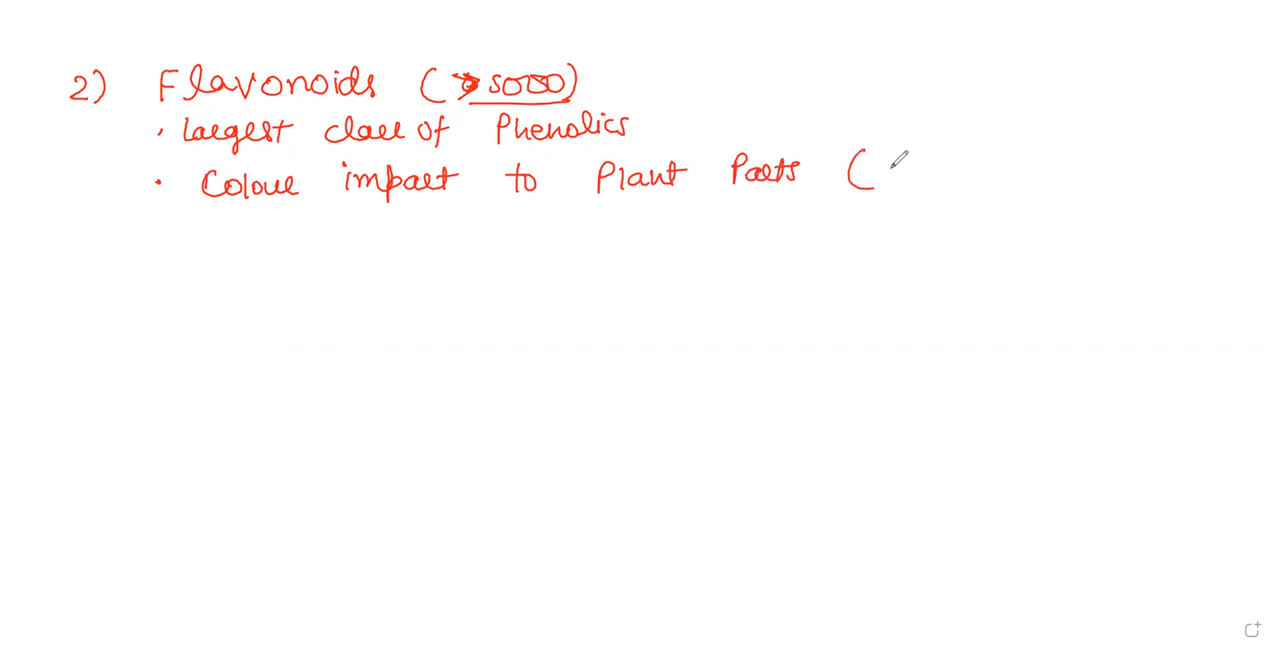 2) Flavonoids (>5000)
· Largest class of Phenolics
· Colour impart to Plant Parts (